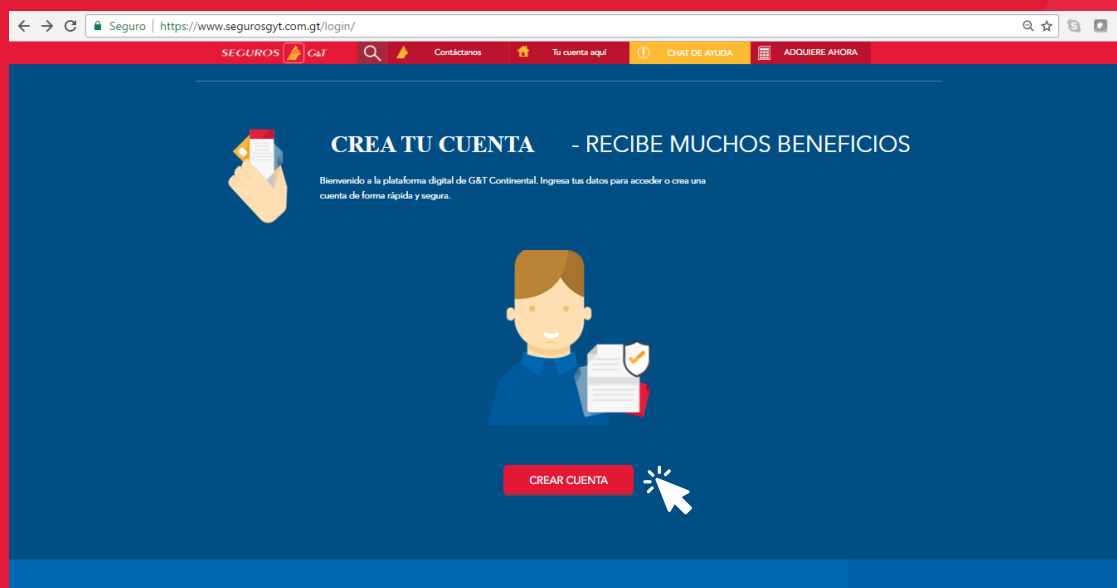 Seguro | https://www.segurosgyt.com.gt/login/
SEGUROS G&T Contáctanos Tu cuenta aquí CHAT DE AYUDA ADQUIERE AHORA
CREA TU CUENTA - RECIBE MUCHOS BENEFICIOS
Bienvenido a la plataforma digital de G&T Continental. Ingresa tus datos para acceder o crea una
cuenta de forma rápida y segura.
CREAR CUENTA